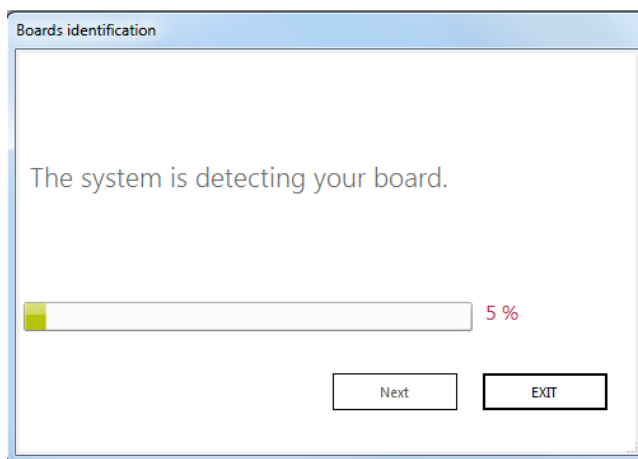 Boards identification
The system is detecting your board.
5 %
Next
EXIT